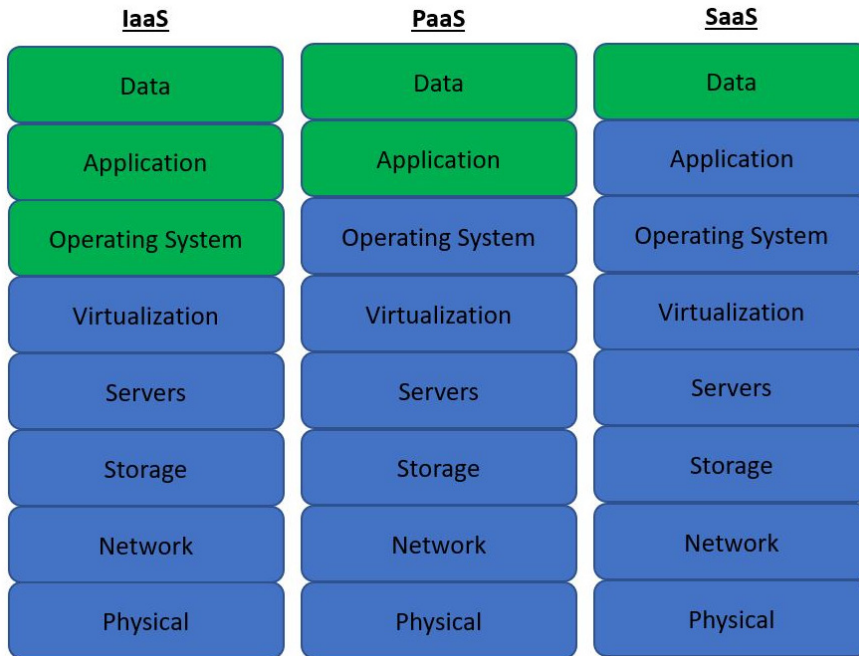 IaaS PaaS SaaS
Data Data Data
Application Application Application
Operating System Operating System Operating System
Virtualization Virtualization Virtualization
Servers Servers Servers
Storage Storage Storage
Network Network Network
Physical Physical Physical